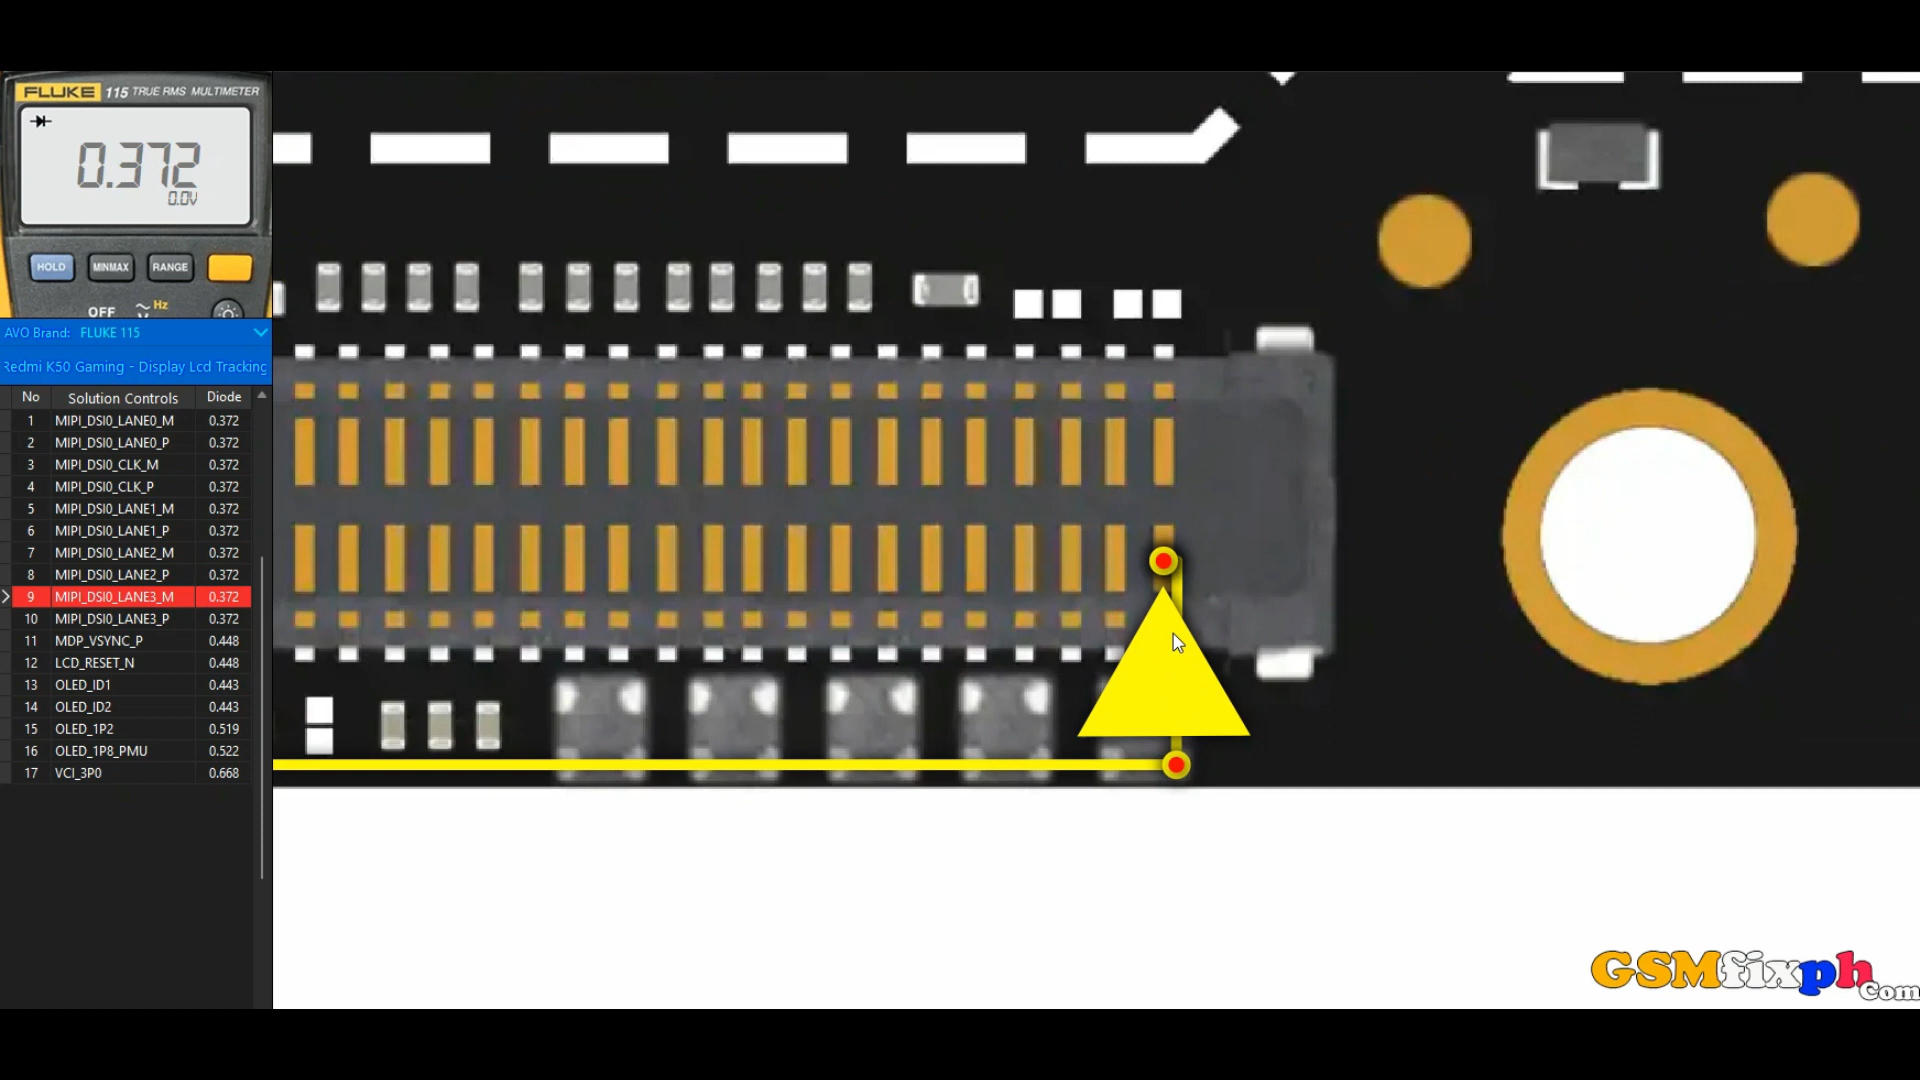 FLUKE 115 TRUE RMS MULTIMETER
0.372
0.0V
HOLD MINMAX RANGE
OFF V Hz
AVO Brand: FLUKE 115
Redmi K50 Gaming - Display Lcd Tracking
No Solution Controls Diode
1 MIPI_DSI0_LANE0_M 0.372
2 MIPI_DSI0_LANE0_P 0.372
3 MIPI_DSI0_CLK_M 0.372
4 MIPI_DSI0_CLK_P 0.372
5 MIPI_DSI0_LANE1_M 0.372
6 MIPI_DSI0_LANE1_P 0.372
7 MIPI_DSI0_LANE2_M 0.372
8 MIPI_DSI0_LANE2_P 0.372
9 MIPI_DSI0_LANE3_M 0.372
10 MIPI_DSI0_LANE3_P 0.372
11 MDP_VSYNC_P 0.448
12 LCD_RESET_N 0.448
13 OLED_ID1 0.443
14 OLED_ID2 0.443
15 OLED_1P2 0.519
16 OLED_1P8_PMU 0.522
17 VCI_3P0 0.668
GSMfixph
Com